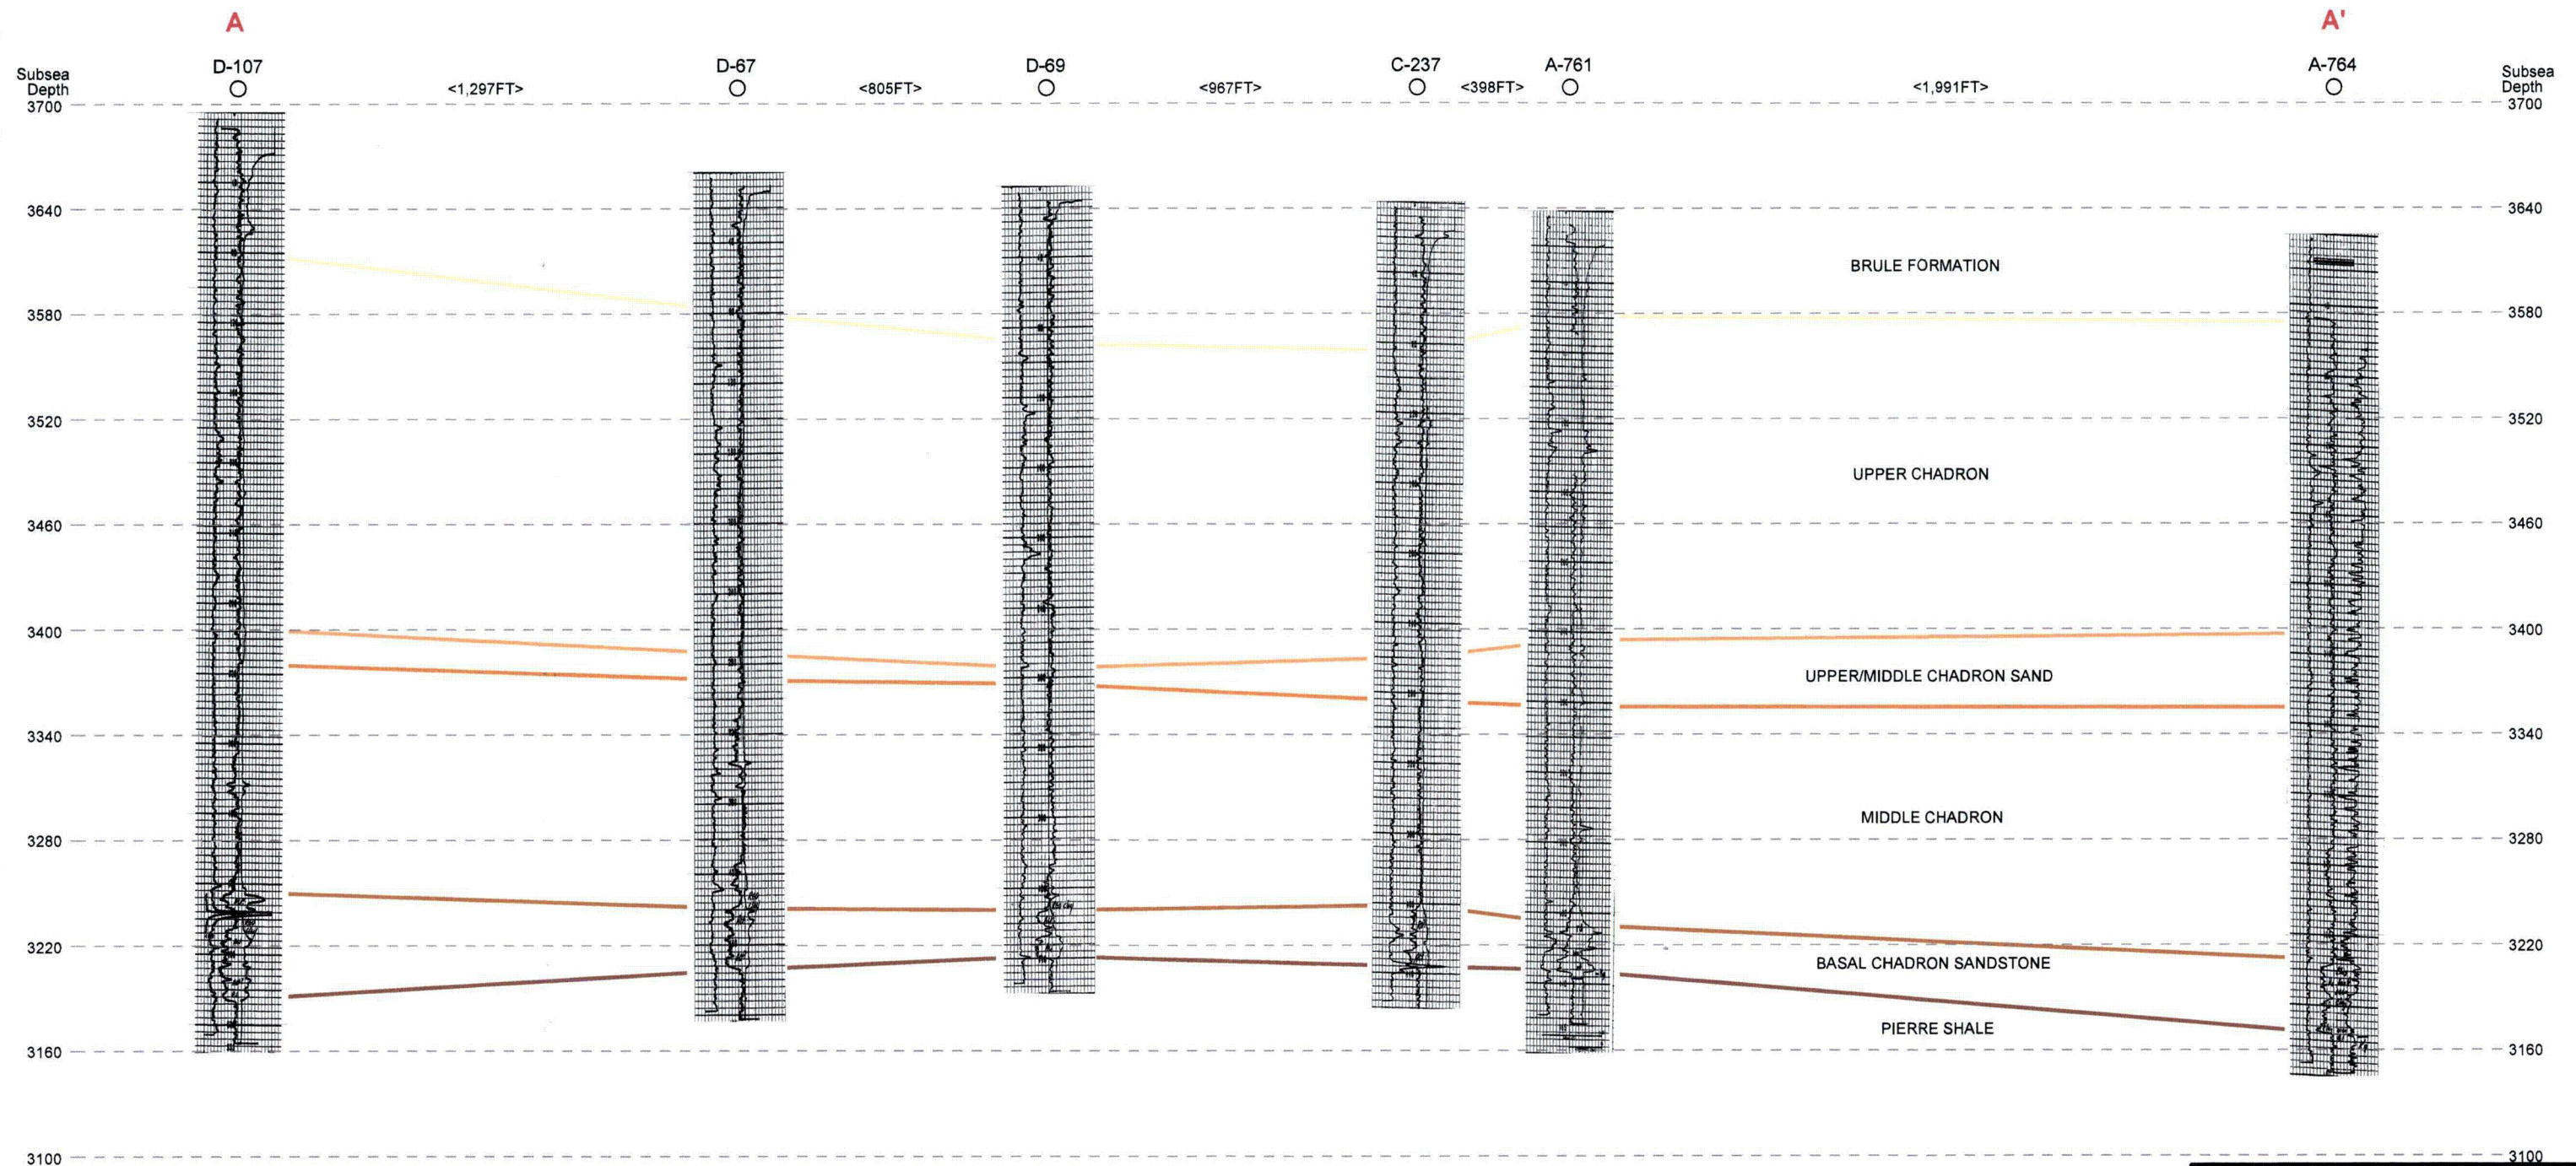 A
A'
D-107
D-67
D-69
C-237
A-761
A-764
Subsea
Depth
<1,297FT>
<805FT>
<967FT>
<398FT>
<1,991FT>
Subsea
Depth
3700
3700
3640
3640
BRULE FORMATION
3580
3580
3520
3520
UPPER CHADRON
3460
3460
3400
3400
UPPER/MIDDLE CHADRON SAND
3340
3340
MIDDLE CHADRON
3280
3280
3220
3220
BASAL CHADRON SANDSTONE
PIERRE SHALE
3160
3160
3100
3100